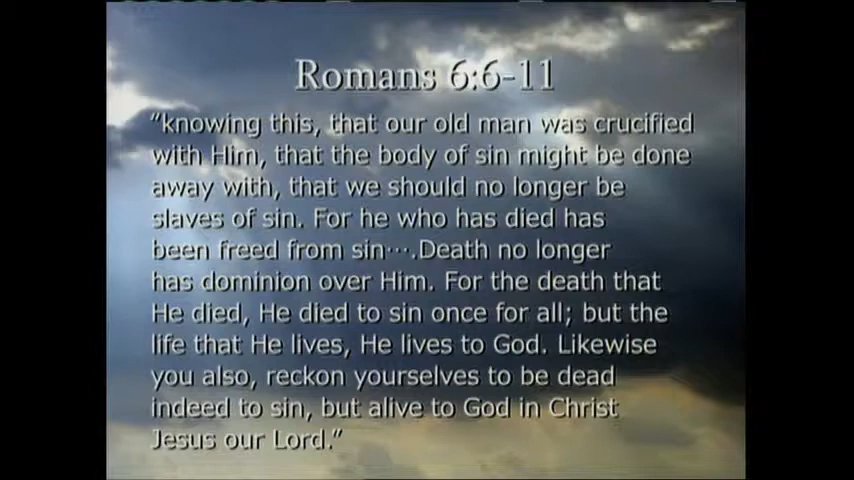 Romans 6:6-11
“knowing this, that our old man was crucified
with Him, that the body of sin might be done
away with, that we should no longer be
slaves of sin. For he who has died has
been freed from sin….Death no longer
has dominion over Him. For the death that
He died, He died to sin once for all; but the
life that He lives, He lives to God. Likewise
you also, reckon yourselves to be dead
indeed to sin, but alive to God in Christ
Jesus our Lord.”